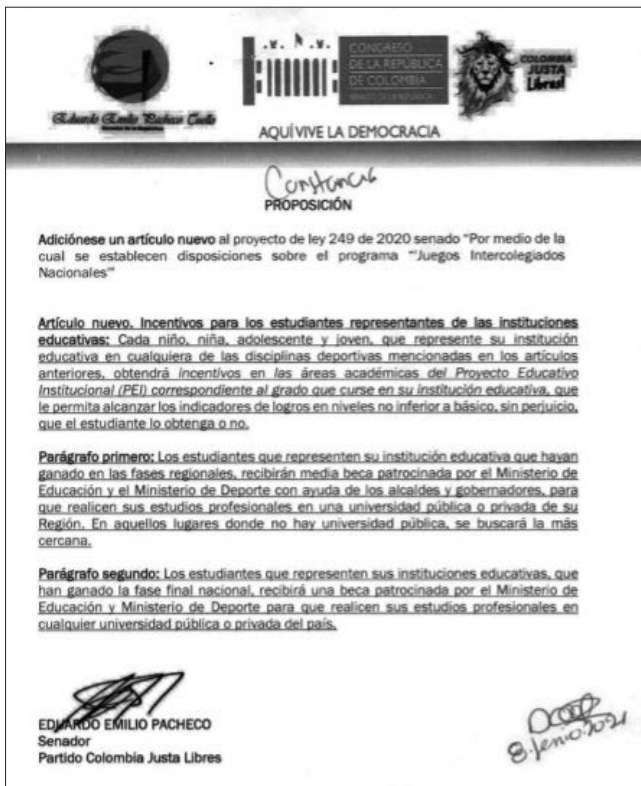 Eduardo Emilio Pacheco Cuello
CONGRESO
DE LA REPÚBLICA
DE COLOMBIA
COLOMBIA
JUSTA
Libres!
AQUÍ VIVE LA DEMOCRACIA
Constancia
PROPOSICIÓN
Adiciónese un artículo nuevo al proyecto de ley 249 de 2020 senado "Por medio de la
cual se establecen disposiciones sobre el programa "'Juegos Intercolegiados
Nacionales'"
Artículo nuevo. Incentivos para los estudiantes representantes de las instituciones
educativas: Cada niño, niña, adolescente y joven, que represente su institución
educativa en cualquiera de las disciplinas deportivas mencionadas en los artículos
anteriores, obtendrá incentivos en las áreas académicas del Proyecto Educativo
Institucional (PEI) correspondiente al grado que curse en su institución educativa, que
le permita alcanzar los indicadores de logros en niveles no inferior a básico, sin perjuicio,
que el estudiante lo obtenga o no.
Parágrafo primero: Los estudiantes que representen su institución educativa que hayan
ganado en las fases regionales, recibirán media beca patrocinada por el Ministerio de
Educación y el Ministerio de Deporte con ayuda de los alcaldes y gobernadores, para
que realicen sus estudios profesionales en una universidad pública o privada de su
Región. En aquellos lugares donde no hay universidad pública, se buscará la más
cercana.
Parágrafo segundo: Los estudiantes que representen sus instituciones educativas, que
han ganado la fase final nacional, recibirá una beca patrocinada por el Ministerio de
Educación y Ministerio de Deporte para que realicen sus estudios profesionales en
cualquier universidad pública o privada del país.
EDUARDO EMILIO PACHECO
Senador
Partido Colombia Justa Libres